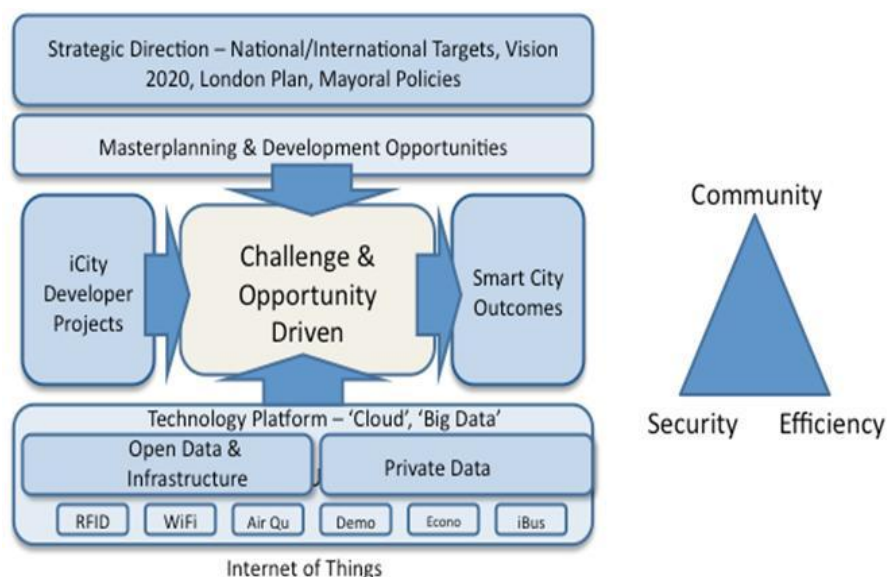 Strategic Direction – National/International Targets, Vision
2020, London Plan, Mayoral Policies
Masterplanning & Development Opportunities
iCity
Developer
Projects
Challenge &
Opportunity
Driven
Smart City
Outcomes
Community
Security
Efficiency
Technology Platform – ‘Cloud’, ‘Big Data’
Open Data &
Infrastructure
Private Data
RFID
WiFi
Air Qu
Demo
Econo
iBus
Internet of Things